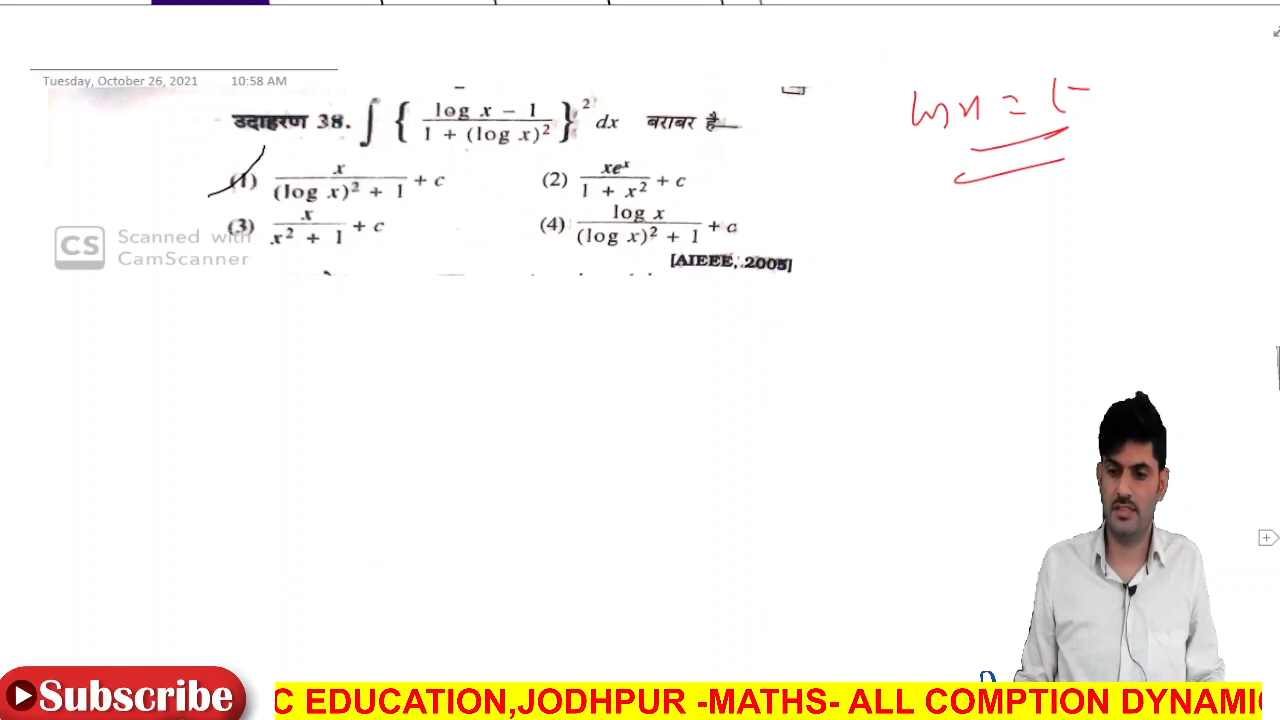 Tuesday, October 26, 2021 10:58 AM
log x = t
उदाहरण 38. ∫ { (log x − 1) / (1 + (log x)²) }² dx बराबर है—
(1) x / ((log x)² + 1) + c (2) xeˣ / (1 + x²) + c
(3) x / (x² + 1) + c (4) log x / ((log x)² + 1) + c
[AIEEE, 2005]
CS Scanned with
CamScanner
Subscribe
C EDUCATION,JODHPUR -MATHS- ALL COMPTION DYNAMIC